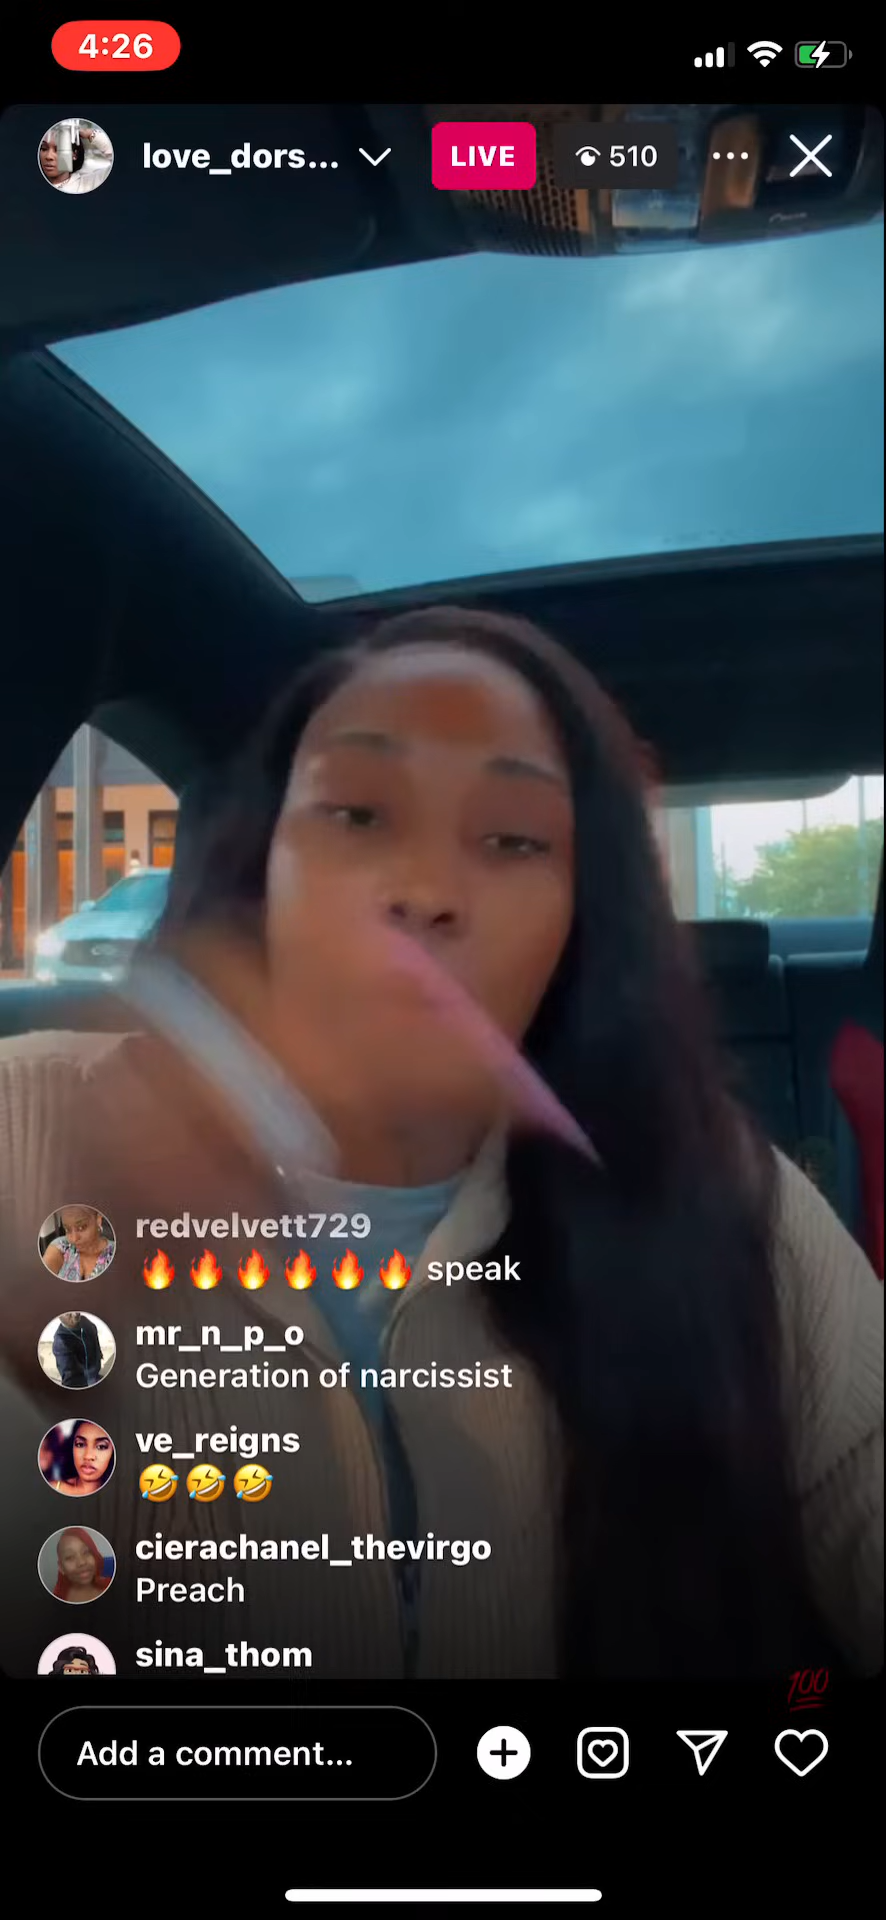 4:26
love_dors...
LIVE
510
redvelvett729
🔥🔥🔥🔥🔥🔥 speak
mr_n_p_o
Generation of narcissist
ve_reigns
🤣🤣🤣
cierachanel_thevirgo
Preach
sina_thom
💯
Add a comment...